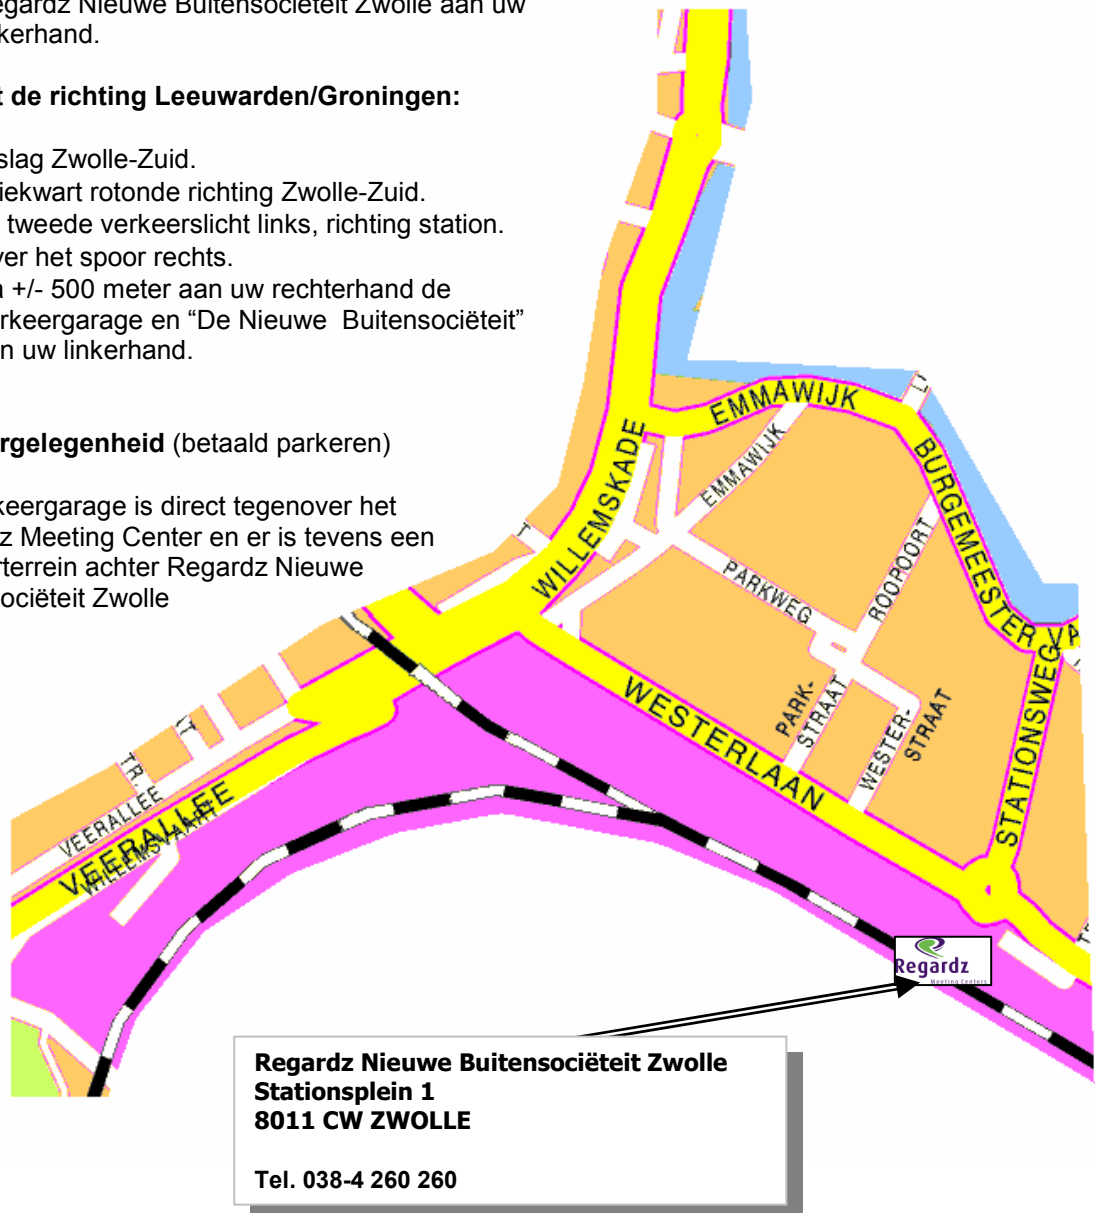 egardz Nieuwe Buitensociëteit Zwolle aan uw
kerhand.
t de richting Leeuwarden/Groningen:
slag Zwolle-Zuid.
iekwart rotonde richting Zwolle-Zuid.
tweede verkeerslicht links, richting station.
er het spoor rechts.
a +/- 500 meter aan uw rechterhand de
rkeergarage en “De Nieuwe Buitensociëteit”
n uw linkerhand.
rgelegenheid (betaald parkeren)
keergarage is direct tegenover het
z Meeting Center en er is tevens een
rterrein achter Regardz Nieuwe
ociëteit Zwolle
EMMAWIJK
EMMAWIJK
WILLEMSKADE
BURGEMEESTER VA
ROOPOORT
PARKWEG
PARK-
STRAAT
WESTER-
STRAAT
WESTERLAAN
STATIONSWEG
TR.
VEERALLEE
VEERALLEE
WILLEMSVAART
Regardz
Meeting Centers
Regardz Nieuwe Buitensociëteit Zwolle
Stationsplein 1
8011 CW ZWOLLE
Tel. 038-4 260 260